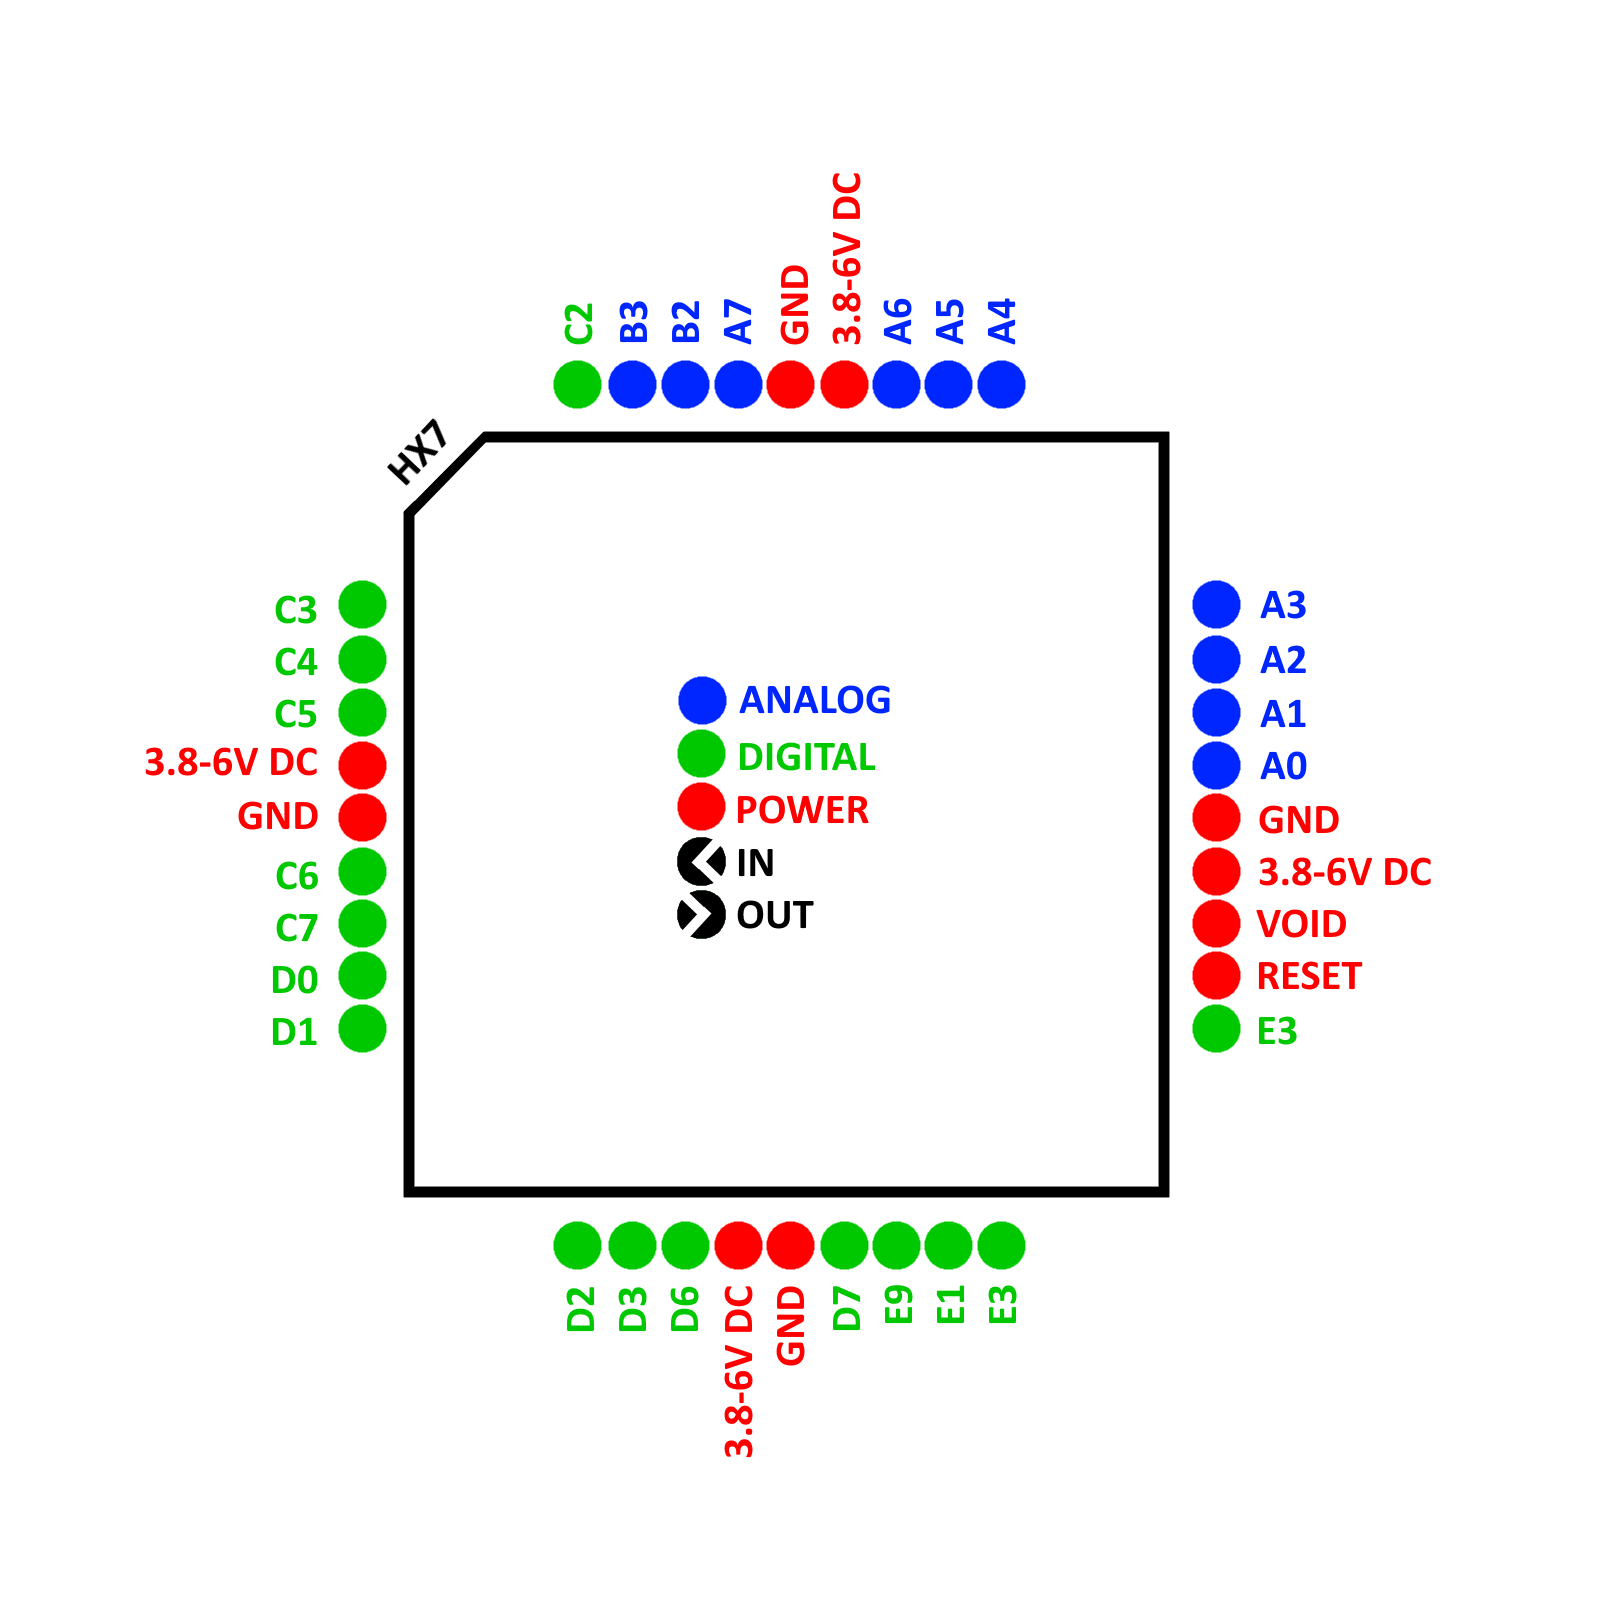 C2
B3
B2
A7
GND
3.8-6V DC
A6
A5
A4
HX7
C3
C4
C5
3.8-6V DC
GND
C6
C7
D0
D1
ANALOG
DIGITAL
POWER
IN
OUT
A3
A2
A1
A0
GND
3.8-6V DC
VOID
RESET
E3
D2
D3
D6
3.8-6V DC
GND
D7
E9
E1
E3